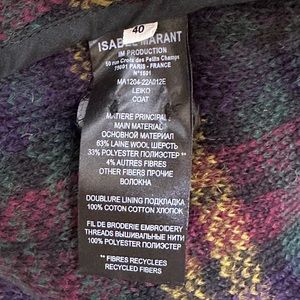 40
ISABEL MARANT
IM PRODUCTION
50 rue Croix des Petits Champs
75001 PARIS - FRANCE
N°1501
MA1204-22A012E
LEIKO
COAT
MATIERE PRINCIPAL
MAIN MATERIAL
ОСНОВНОЙ МАТЕРИАЛ
63% LAINE WOOL ШЕРСТЬ
33% POLYESTER ПОЛИЭСТЕР **
4% AUTRES FIBRES
OTHER FIBERS ПРОЧИЕ
ВОЛОКНА
DOUBLURE LINING ПОДКЛАДКА
100% COTON COTTON ХЛОПОК
FIL DE BRODERIE EMBROIDERY
THREADS ВЫШИВАЛЬНЫЕ НИТИ
100% POLYESTER ПОЛИЭСТЕР
** FIBRES RECYCLEES
RECYCLED FIBERS